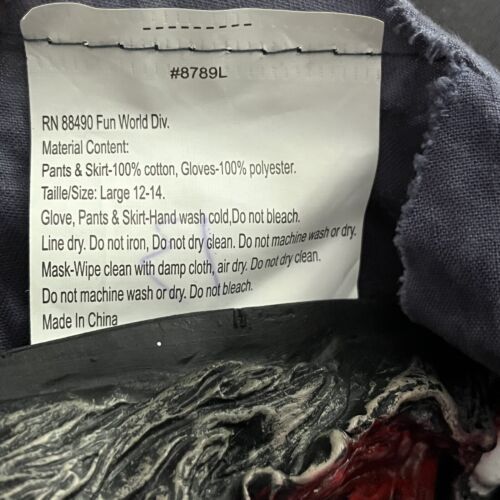 #8789L
RN 88490 Fun World Div.
Material Content:
Pants & Skirt-100% cotton, Gloves-100% polyester.
Taille/Size: Large 12-14.
Glove, Pants & Skirt-Hand wash cold,Do not bleach.
Line dry. Do not iron, Do not dry clean. Do not machine wash or dry.
Mask-Wipe clean with damp cloth, air dry. Do not dry clean.
Do not machine wash or dry. Do not bleach.
Made In China